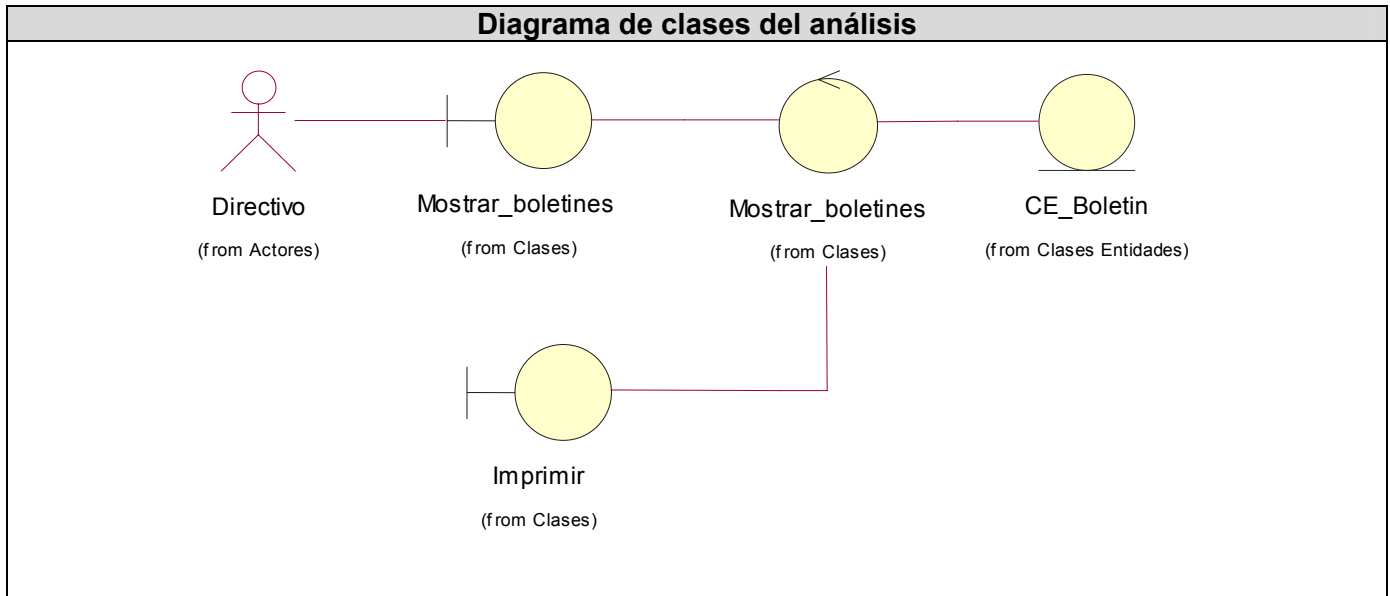 Diagrama de clases del análisis
Directivo
(from Actores)
Mostrar_boletines
(from Clases)
Mostrar_boletines
(from Clases)
CE_Boletin
(from Clases Entidades)
Imprimir
(from Clases)